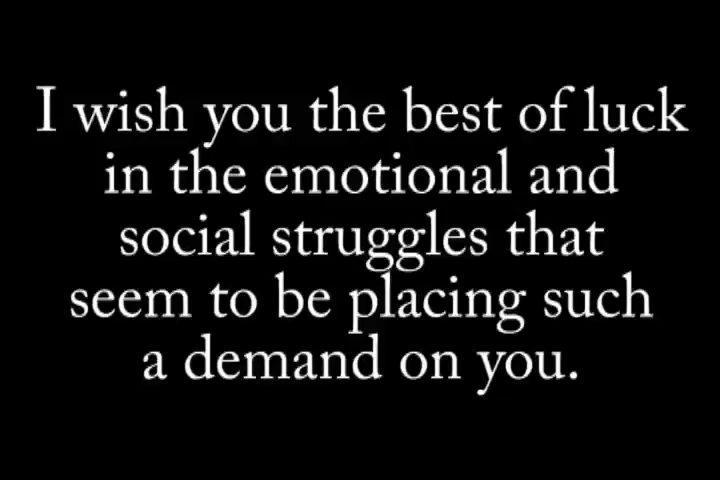 I wish you the best of luck
in the emotional and
social struggles that
seem to be placing such
a demand on you.